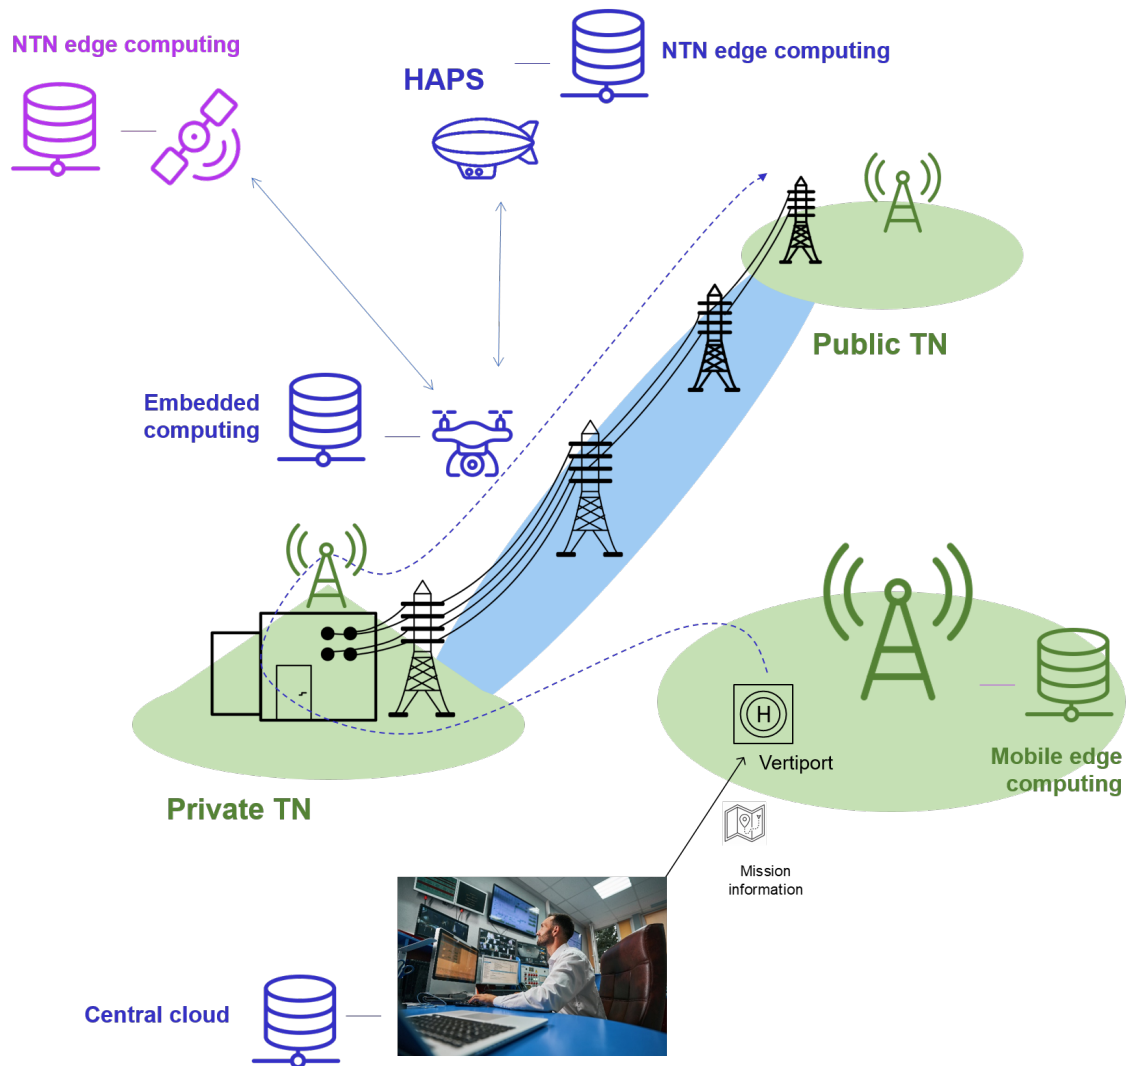 NTN edge computing
HAPS
NTN edge computing
Public TN
Embedded
computing
Private TN
H
Vertiport
Mobile edge
computing
Mission
information
Central cloud